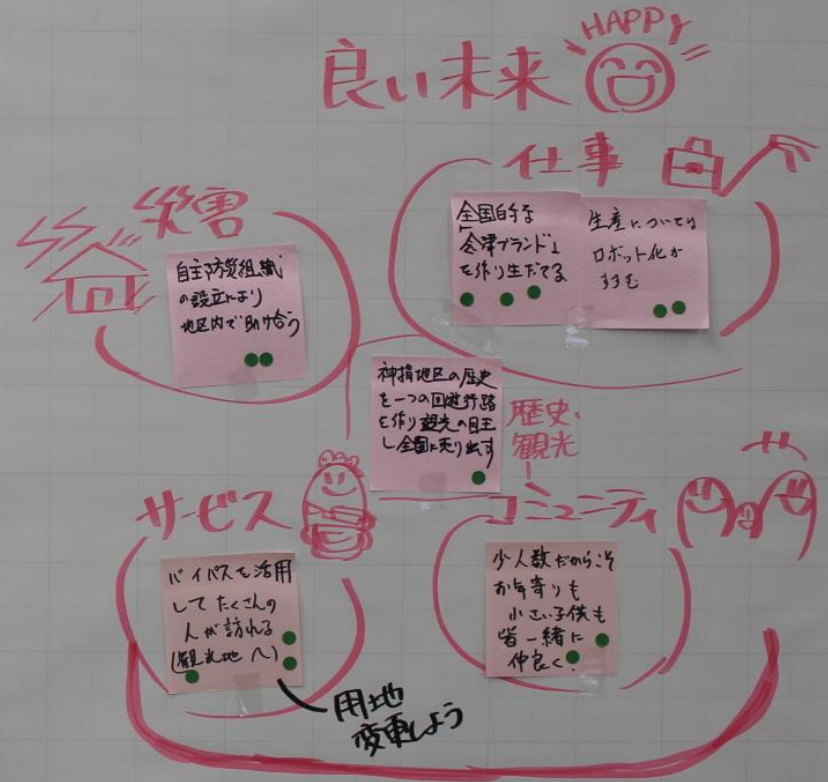 HAPPY
良い未来
仕事
全国的な
「会津ブランド」
を作り生だてる
生産については
ロボット化が
すすむ
災害
自主防災組織
の設立により
地区内で助け合う
神指地区の歴史
を一つの回遊行路
を作り観光の目玉
し全国に売り出す
歴史・
観光
サービス
バイパスを活用
して たくさんの
人が訪れる
(観光地へ)
用地
変更しよう
コミュニティ
少人数だからこそ
お年寄りも
小さい子供も
皆一緒に
仲良く.